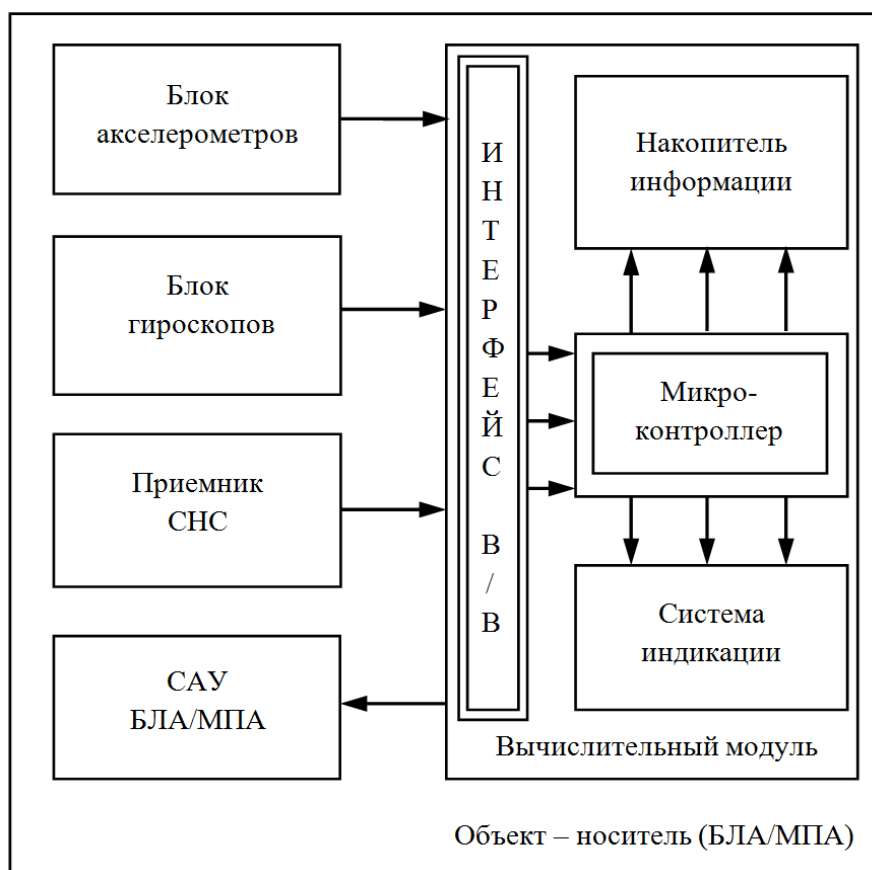 Блок
акселерометров
Блок
гироскопов
Приемник
СНС
САУ
БЛА/МПА
ИНТЕРФЕЙС В/В
Накопитель
информации
Микро-
контроллер
Система
индикации
Вычислительный модуль
Объект – носитель (БЛА/МПА)